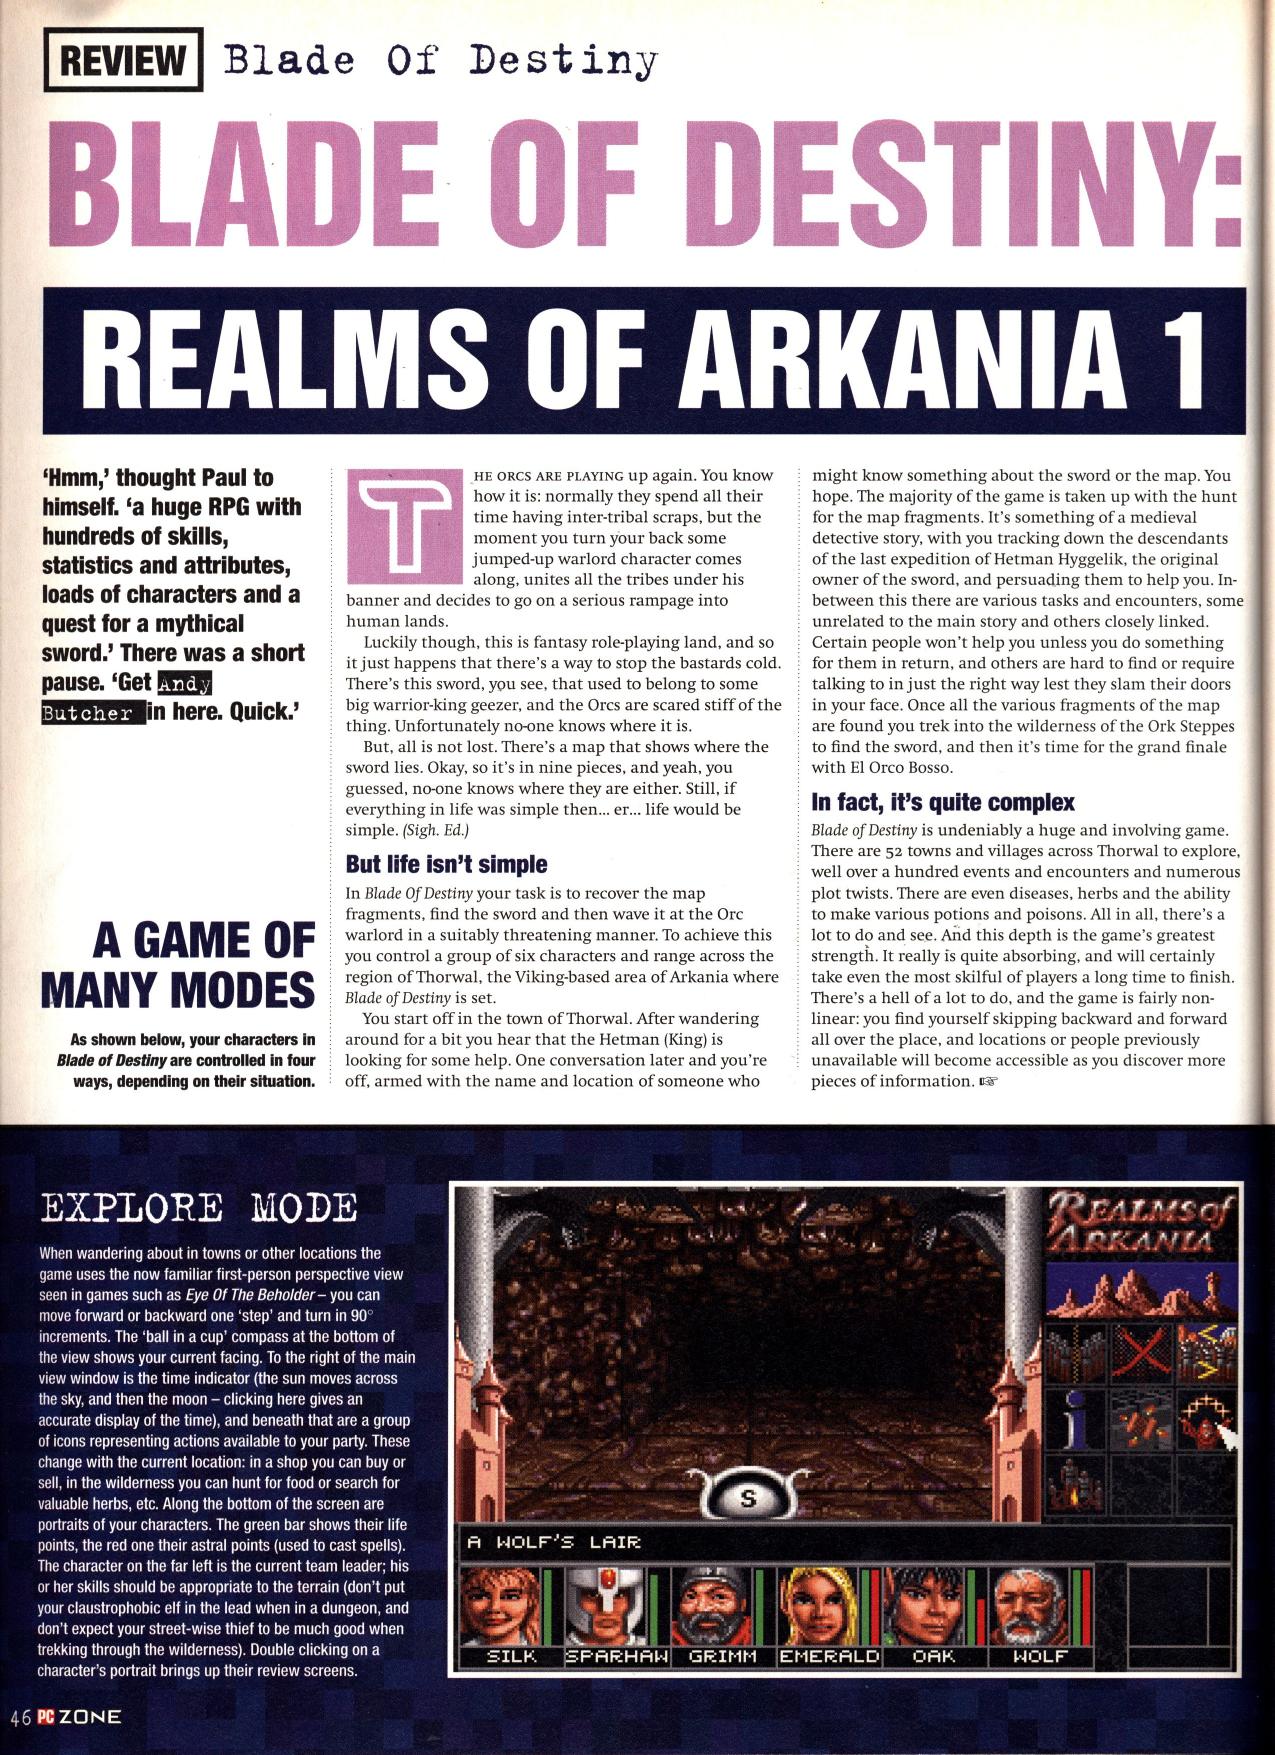 REVIEW Blade Of Destiny
BLADE OF DESTINY:
REALMS OF ARKANIA 1
‘Hmm,’ thought Paul to
himself. ‘a huge RPG with
hundreds of skills,
statistics and attributes,
loads of characters and a
quest for a mythical
sword.’ There was a short
pause. ‘Get Andy
Butcher in here. Quick.’
A GAME OF
MANY MODES
As shown below, your characters in
Blade of Destiny are controlled in four
ways, depending on their situation.
THE ORCS ARE PLAYING up again. You know
how it is: normally they spend all their
time having inter-tribal scraps, but the
moment you turn your back some
jumped-up warlord character comes
along, unites all the tribes under his
banner and decides to go on a serious rampage into
human lands.
Luckily though, this is fantasy role-playing land, and so
it just happens that there’s a way to stop the bastards cold.
There’s this sword, you see, that used to belong to some
big warrior-king geezer, and the Orcs are scared stiff of the
thing. Unfortunately no-one knows where it is.
But, all is not lost. There’s a map that shows where the
sword lies. Okay, so it’s in nine pieces, and yeah, you
guessed, no-one knows where they are either. Still, if
everything in life was simple then... er... life would be
simple. (Sigh. Ed.)
But life isn’t simple
In Blade Of Destiny your task is to recover the map
fragments, find the sword and then wave it at the Orc
warlord in a suitably threatening manner. To achieve this
you control a group of six characters and range across the
region of Thorwal, the Viking-based area of Arkania where
Blade of Destiny is set.
You start off in the town of Thorwal. After wandering
around for a bit you hear that the Hetman (King) is
looking for some help. One conversation later and you’re
off, armed with the name and location of someone who
might know something about the sword or the map. You
hope. The majority of the game is taken up with the hunt
for the map fragments. It’s something of a medieval
detective story, with you tracking down the descendants
of the last expedition of Hetman Hyggelik, the original
owner of the sword, and persuading them to help you. In-
between this there are various tasks and encounters, some
unrelated to the main story and others closely linked.
Certain people won’t help you unless you do something
for them in return, and others are hard to find or require
talking to in just the right way lest they slam their doors
in your face. Once all the various fragments of the map
are found you trek into the wilderness of the Ork Steppes
to find the sword, and then it’s time for the grand finale
with El Orco Bosso.
In fact, it’s quite complex
Blade of Destiny is undeniably a huge and involving game.
There are 52 towns and villages across Thorwal to explore,
well over a hundred events and encounters and numerous
plot twists. There are even diseases, herbs and the ability
to make various potions and poisons. All in all, there’s a
lot to do and see. And this depth is the game’s greatest
strength. It really is quite absorbing, and will certainly
take even the most skilful of players a long time to finish.
There’s a hell of a lot to do, and the game is fairly non-
linear: you find yourself skipping backward and forward
all over the place, and locations or people previously
unavailable will become accessible as you discover more
pieces of information. ☞
EXPLORE MODE
When wandering about in towns or other locations the
game uses the now familiar first-person perspective view
seen in games such as Eye Of The Beholder – you can
move forward or backward one ‘step’ and turn in 90°
increments. The ‘ball in a cup’ compass at the bottom of
the view shows your current facing. To the right of the main
view window is the time indicator (the sun moves across
the sky, and then the moon – clicking here gives an
accurate display of the time), and beneath that are a group
of icons representing actions available to your party. These
change with the current location: in a shop you can buy or
sell, in the wilderness you can hunt for food or search for
valuable herbs, etc. Along the bottom of the screen are
portraits of your characters. The green bar shows their life
points, the red one their astral points (used to cast spells).
The character on the far left is the current team leader; his
or her skills should be appropriate to the terrain (don’t put
your claustrophobic elf in the lead when in a dungeon, and
don’t expect your street-wise thief to be much good when
trekking through the wilderness). Double clicking on a
character’s portrait brings up their review screens.
REALMS of
ARKANIA
i
S
A WOLF'S LAIR
SILK SPARHAW GRIMM EMERALD OAK WOLF
46 PC ZONE